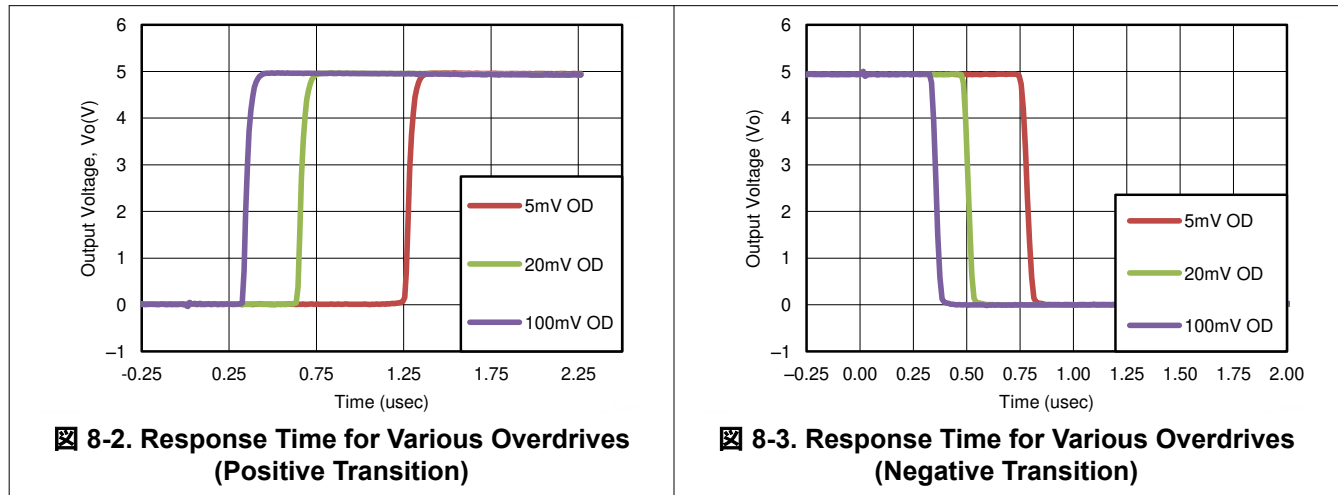 6
5
4
3
2
1
0
–1
Output Voltage, Vo(V)
5mV OD
20mV OD
100mV OD
-0.25 0.25 0.75 1.25 1.75 2.25
Time (usec)
図 8-2. Response Time for Various Overdrives
(Positive Transition)
6
5
4
3
2
1
0
–1
Output Voltage (Vo)
5mV OD
20mV OD
100mV OD
–0.25 0.00 0.25 0.50 0.75 1.00 1.25 1.50 1.75 2.00
Time (usec)
図 8-3. Response Time for Various Overdrives
(Negative Transition)